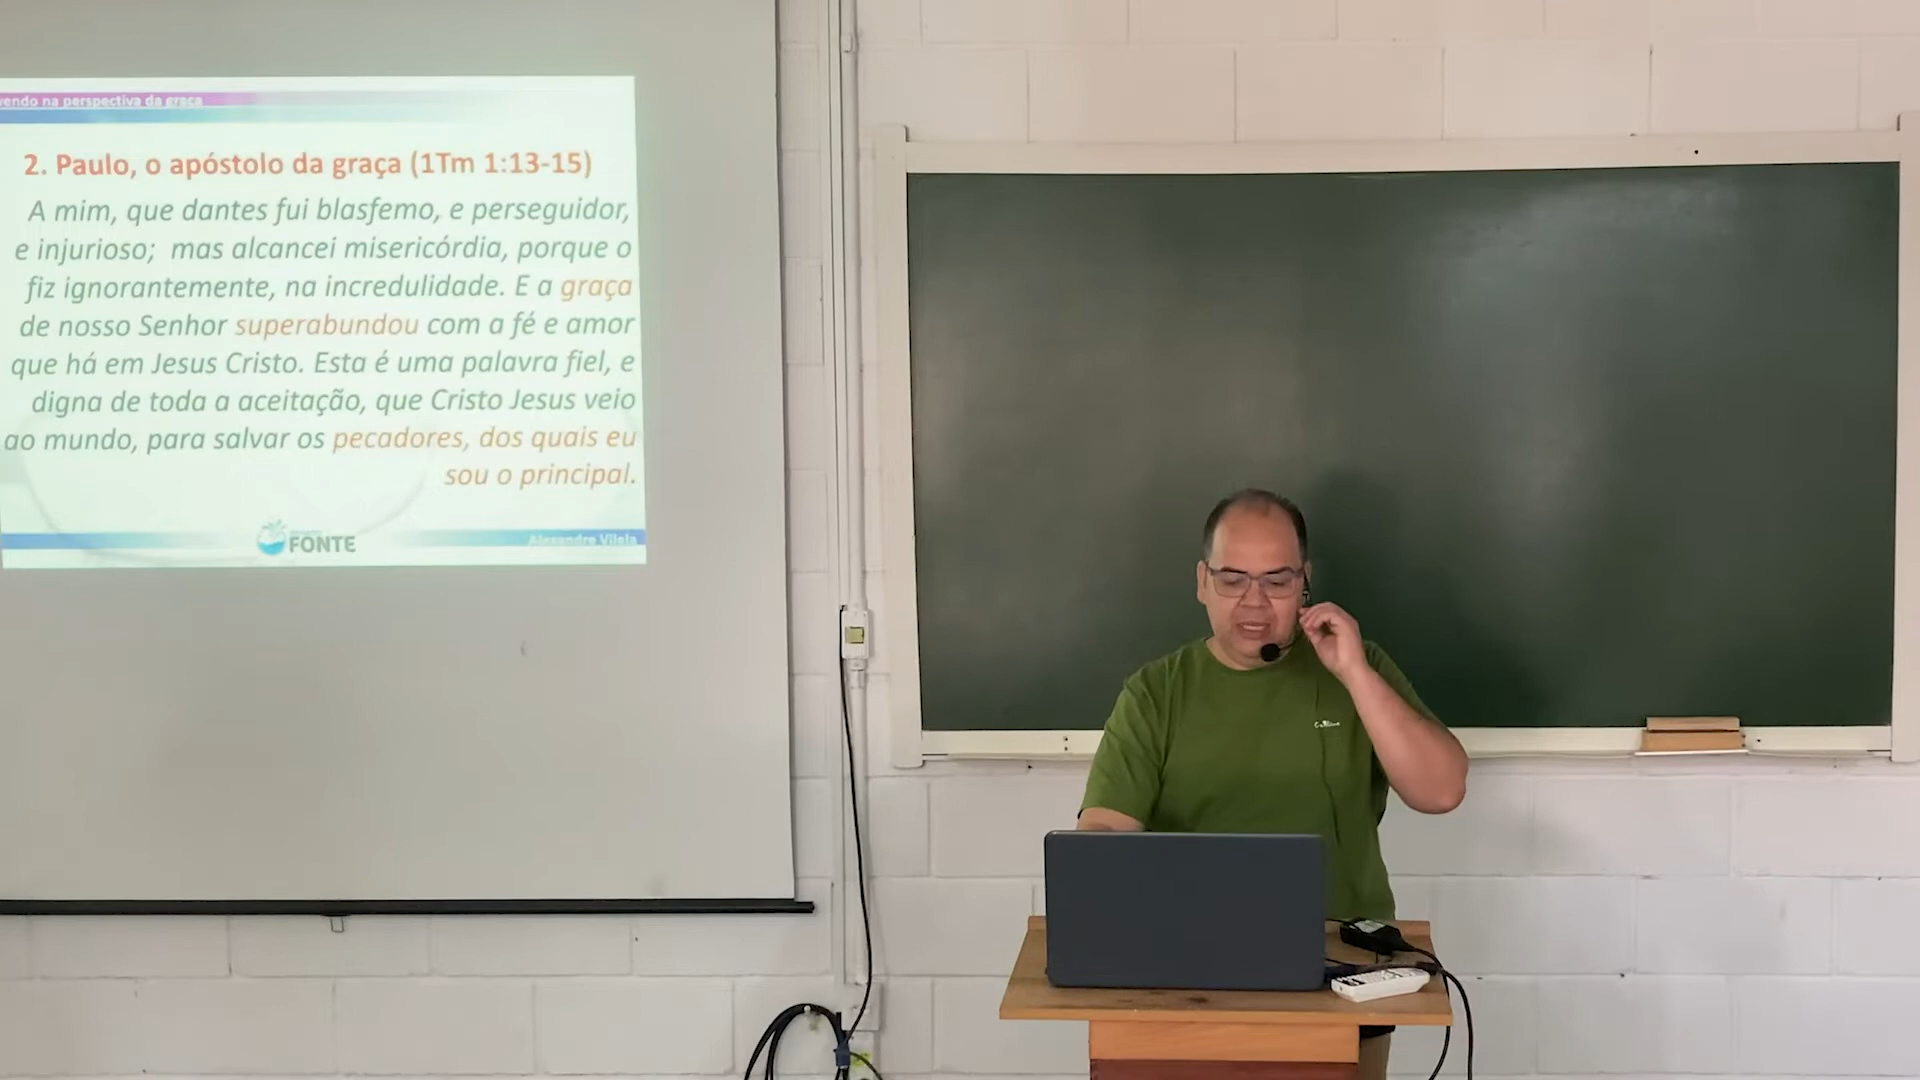 vendo na perspectiva da graça
2. Paulo, o apóstolo da graça (1Tm 1:13-15)
A mim, que dantes fui blasfemo, e perseguidor,
e injurioso; mas alcancei misericórdia, porque o
fiz ignorantemente, na incredulidade. E a graça
de nosso Senhor superabundou com a fé e amor
que há em Jesus Cristo. Esta é uma palavra fiel, e
digna de toda a aceitação, que Cristo Jesus veio
ao mundo, para salvar os pecadores, dos quais eu
sou o principal.
FONTE
Alexandre Vilela